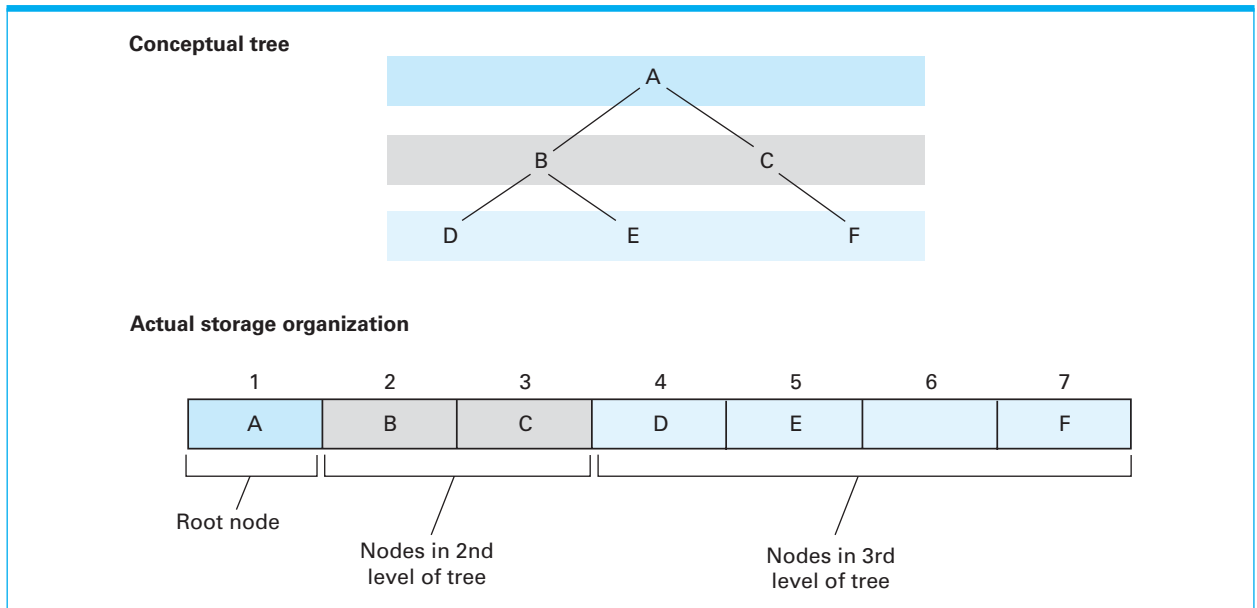 Conceptual tree
A
B C
D E F
Actual storage organization
1 2 3 4 5 6 7
A B C D E F
Root node
Nodes in 2nd
level of tree
Nodes in 3rd
level of tree